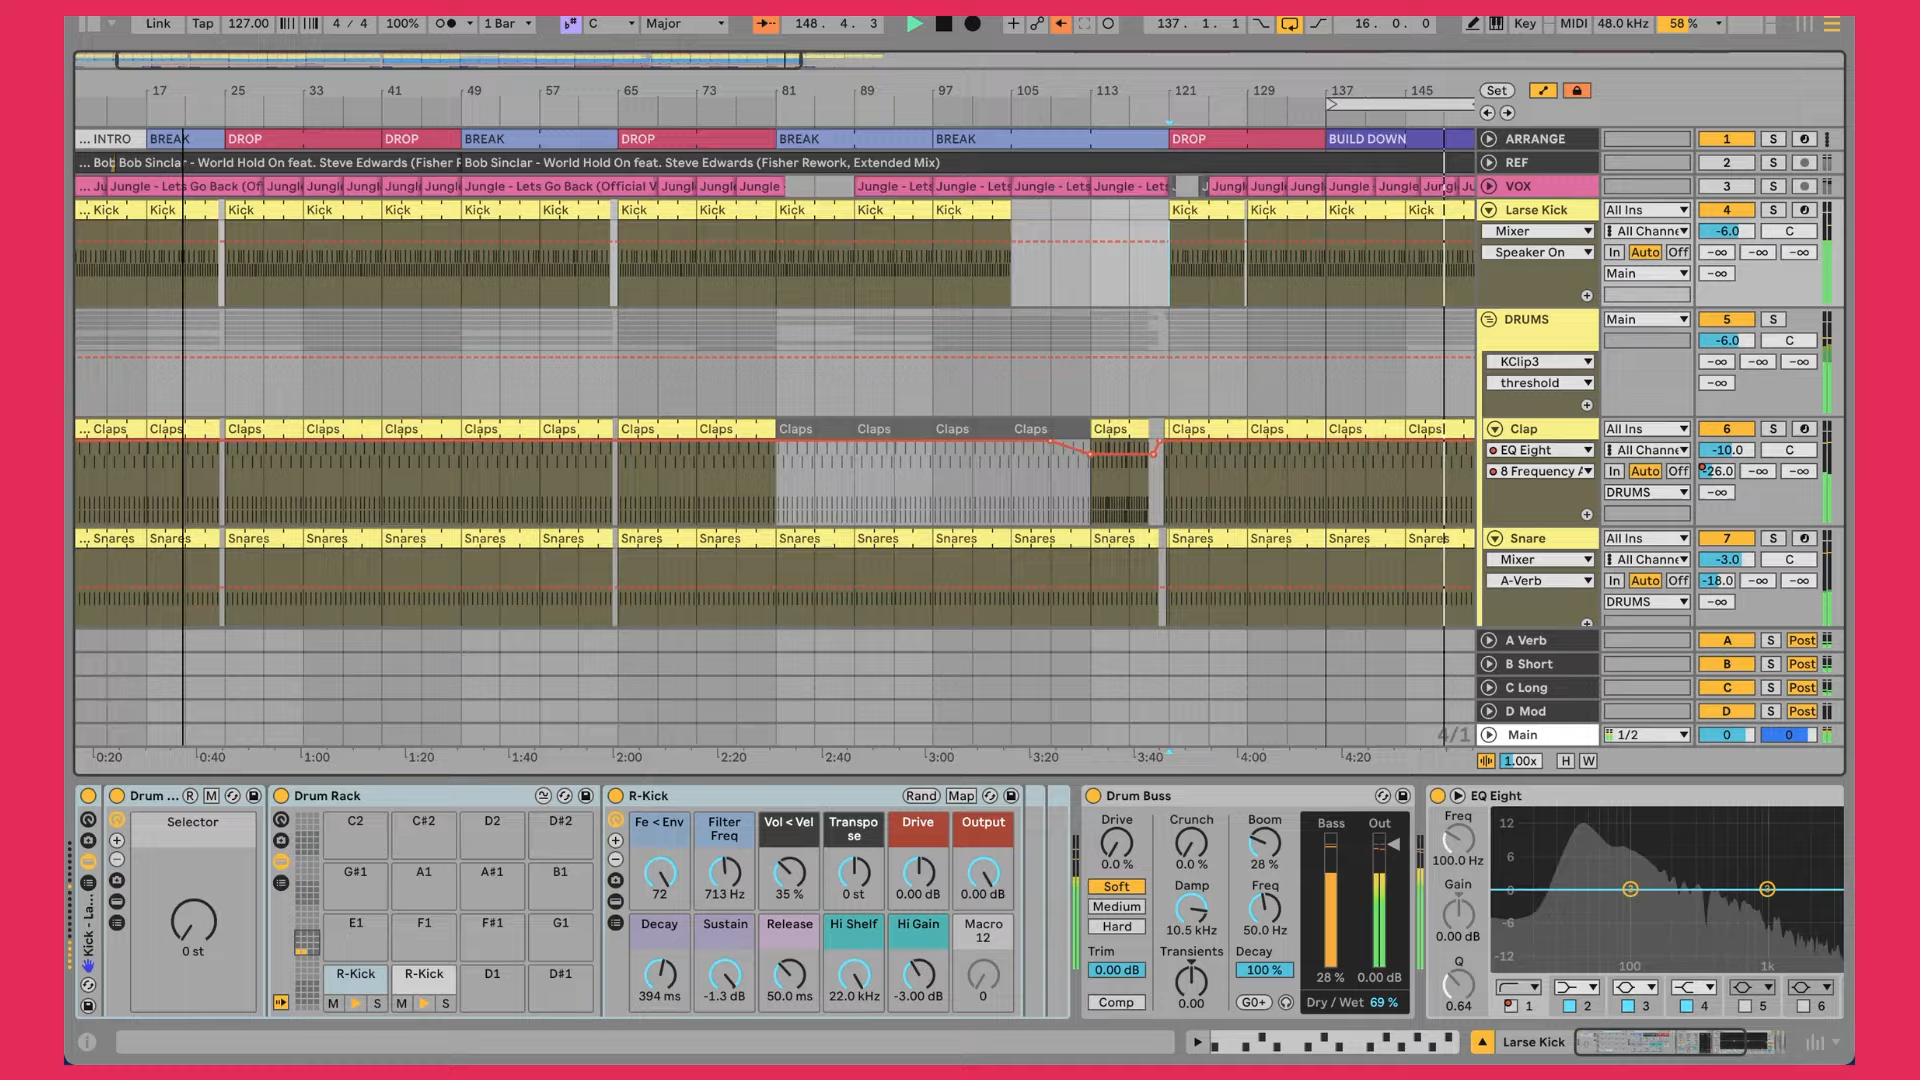 Link Tap 127.00 4 / 4 100% 1 Bar C Major 148. 4. 3 137. 1. 1 16. 0. 0 Key MIDI 48.0 kHz 58 %
17 25 33 41 49 57 65 73 81 89 97 105 113 121 129 137 145 Set
... INTRO BREAK DROP DROP BREAK DROP BREAK BREAK DROP BUILD DOWN ARRANGE 1 S
... Bob Bob Sinclar - World Hold On feat. Steve Edwards (Fisher R Bob Sinclar - World Hold On feat. Steve Edwards (Fisher Rework, Extended Mix) REF 2 S
... Ju Jungle - Lets Go Back (Of Jungle Jungle Jungle Jungle Jungle Jungle - Lets Go Back (Official V Jungle Jungle Jungle Jungle - Lets Jungle - Lets Jungle - Lets Jungle - Lets J Jungl Jungle Jungle Jungle Jungle Jungle Ju VOX 3 S
... Kick Kick Kick Kick Kick Kick Kick Kick Kick Kick Kick Kick Kick Kick Kick Kick Larse Kick All Ins 4 S
Mixer All Channe -6.0 C
Speaker On In Auto Off -∞ -∞ -∞
Main -∞
DRUMS Main 5 S
-6.0 C
KClip3 -∞ -∞ -∞
threshold -∞
... Claps Claps Claps Claps Claps Claps Claps Claps Claps Claps Claps Claps Claps Claps Claps Claps Claps Clap All Ins 6 S
EQ Eight All Channe -10.0 C
8 Frequency A In Auto Off -26.0 -∞ -∞
DRUMS -∞
... Snares Snares Snares Snares Snares Snares Snares Snares Snares Snares Snares Snares Snares Snares Snares Snares Snares Snare All Ins 7 S
Mixer All Channe -3.0 C
A-Verb In Auto Off -18.0 -∞ -∞
DRUMS -∞
A Verb A S Post
B Short B S Post
C Long C S Post
D Mod D S Post
4/1 Main 1/2 0 0
0:20 0:40 1:00 1:20 1:40 2:00 2:20 2:40 3:00 3:20 3:40 4:00 4:20 1.00x H W
Drum ... R M Drum Rack R-Kick Rand Map Drum Buss EQ Eight
Kick - La...
Selector
0 st
C2 C#2 D2 D#2
G#1 A1 A#1 B1
E1 F1 F#1 G1
R-Kick R-Kick D1 D#1
M S M S
Fe < Env Filter Freq Vol < Vel Transpo se Drive Output
72 713 Hz 35 % 0 st 0.00 dB 0.00 dB
Decay Sustain Release Hi Shelf Hi Gain Macro 12
394 ms -1.3 dB 50.0 ms 22.0 kHz -3.00 dB 0
Drive Crunch Boom Bass Out
0.0 % 0.0 % 28 %
Soft Damp Freq
Medium
Hard 10.5 kHz 50.0 Hz
Trim Transients Decay
0.00 dB 100 % 28 % 0.00 dB
Comp 0.00 G0+ Dry / Wet 69 %
Freq
100.0 Hz
Gain
0.00 dB
Q
0.64
12
6
0
-6
-12
100 1k
2 3
1 2 3 4 5 6
Larse Kick